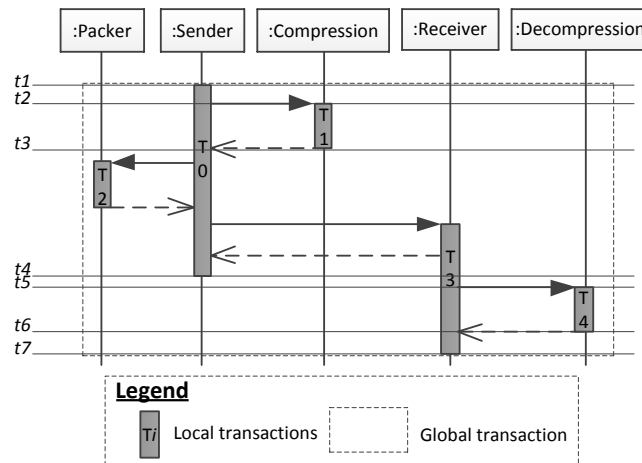 :Packer :Sender :Compression :Receiver :Decompression
t1
t2
T
1
t3
T
0
T
2
T
3
t4
t5
T
4
t6
t7
Legend
Ti Local transactions Global transaction